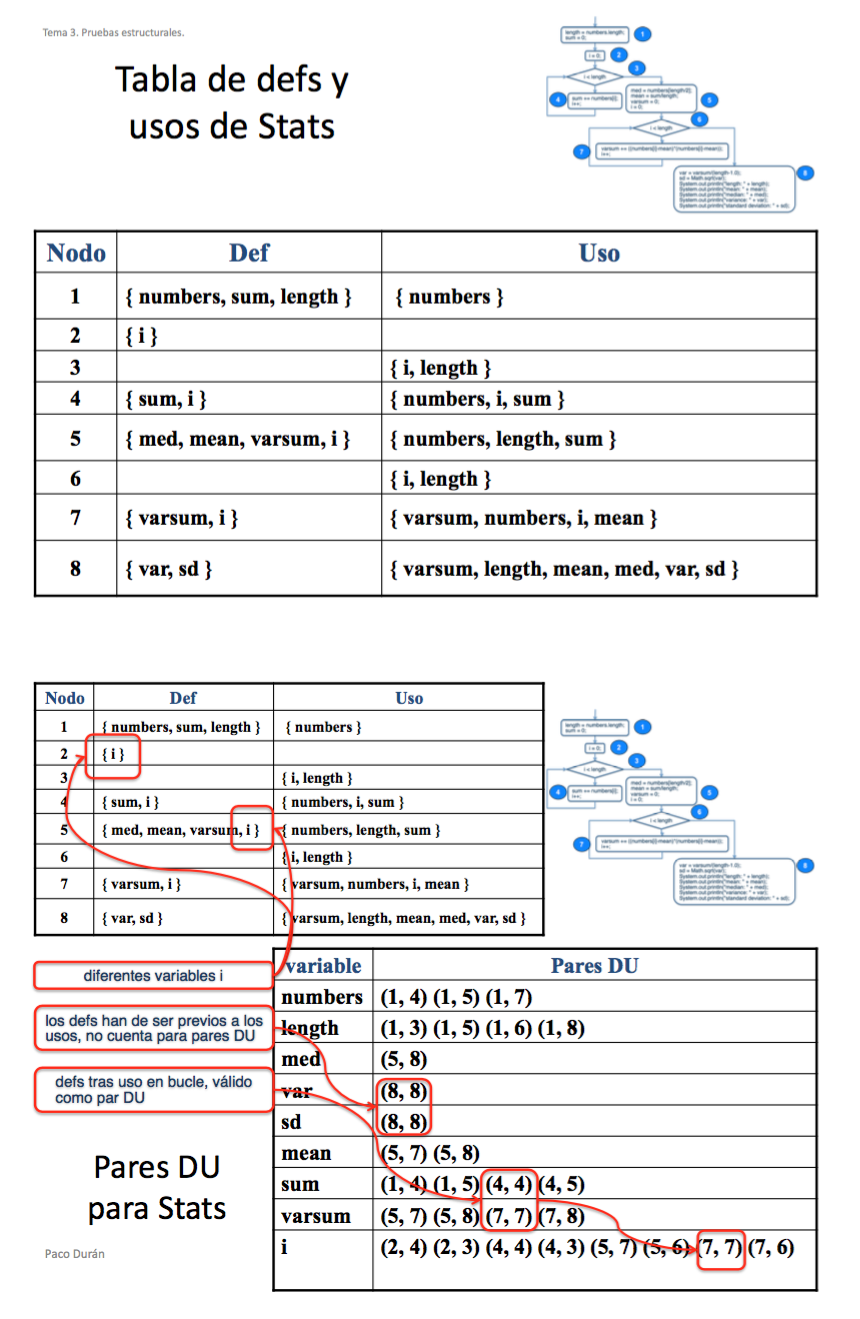 Tema 3. Pruebas estructurales.
Tabla de defs y
usos de Stats
length = numbers.length;
sum = 0;
1
i = 0;
2
3
i < length
4
sum += numbers[i];
i++;
med = numbers[length/2];
mean = sum/length;
varsum = 0;
i = 0;
5
6
i < length
7
varsum += ((numbers[i]-mean)*(numbers[i]-mean));
i++;
8
var = varsum/(length-1.0);
sd = Math.sqrt(var);
System.out.println("length: " + length);
System.out.println("mean: " + mean);
System.out.println("median: " + med);
System.out.println("variance: " + var);
System.out.println("standard deviation: " + sd);
Nodo Def Uso
1 { numbers, sum, length } { numbers }
2 { i }
3 { i, length }
4 { sum, i } { numbers, i, sum }
5 { med, mean, varsum, i } { numbers, length, sum }
6 { i, length }
7 { varsum, i } { varsum, numbers, i, mean }
8 { var, sd } { varsum, length, mean, med, var, sd }
Nodo Def Uso
1 { numbers, sum, length } { numbers }
2 { i }
3 { i, length }
4 { sum, i } { numbers, i, sum }
5 { med, mean, varsum, i } { numbers, length, sum }
6 { i, length }
7 { varsum, i } { varsum, numbers, i, mean }
8 { var, sd } { varsum, length, mean, med, var, sd }
length = numbers.length;
sum = 0;
1
i = 0;
2
3
i < length
4
sum += numbers[i];
i++;
med = numbers[length/2];
mean = sum/length;
varsum = 0;
i = 0;
5
6
i < length
7
varsum += ((numbers[i]-mean)*(numbers[i]-mean));
i++;
8
var = varsum/(length-1.0);
sd = Math.sqrt(var);
System.out.println("length: " + length);
System.out.println("mean: " + mean);
System.out.println("median: " + med);
System.out.println("variance: " + var);
System.out.println("standard deviation: " + sd);
diferentes variables i
los defs han de ser previos a los
usos, no cuenta para pares DU
defs tras uso en bucle, válido
como par DU
variable Pares DU
numbers (1, 4) (1, 5) (1, 7)
length (1, 3) (1, 5) (1, 6) (1, 8)
med (5, 8)
var (8, 8)
sd (8, 8)
mean (5, 7) (5, 8)
sum (1, 4) (1, 5) (4, 4) (4, 5)
varsum (5, 7) (5, 8) (7, 7) (7, 8)
i (2, 4) (2, 3) (4, 4) (4, 3) (5, 7) (5, 6) (7, 7) (7, 6)
Pares DU
para Stats
Paco Durán